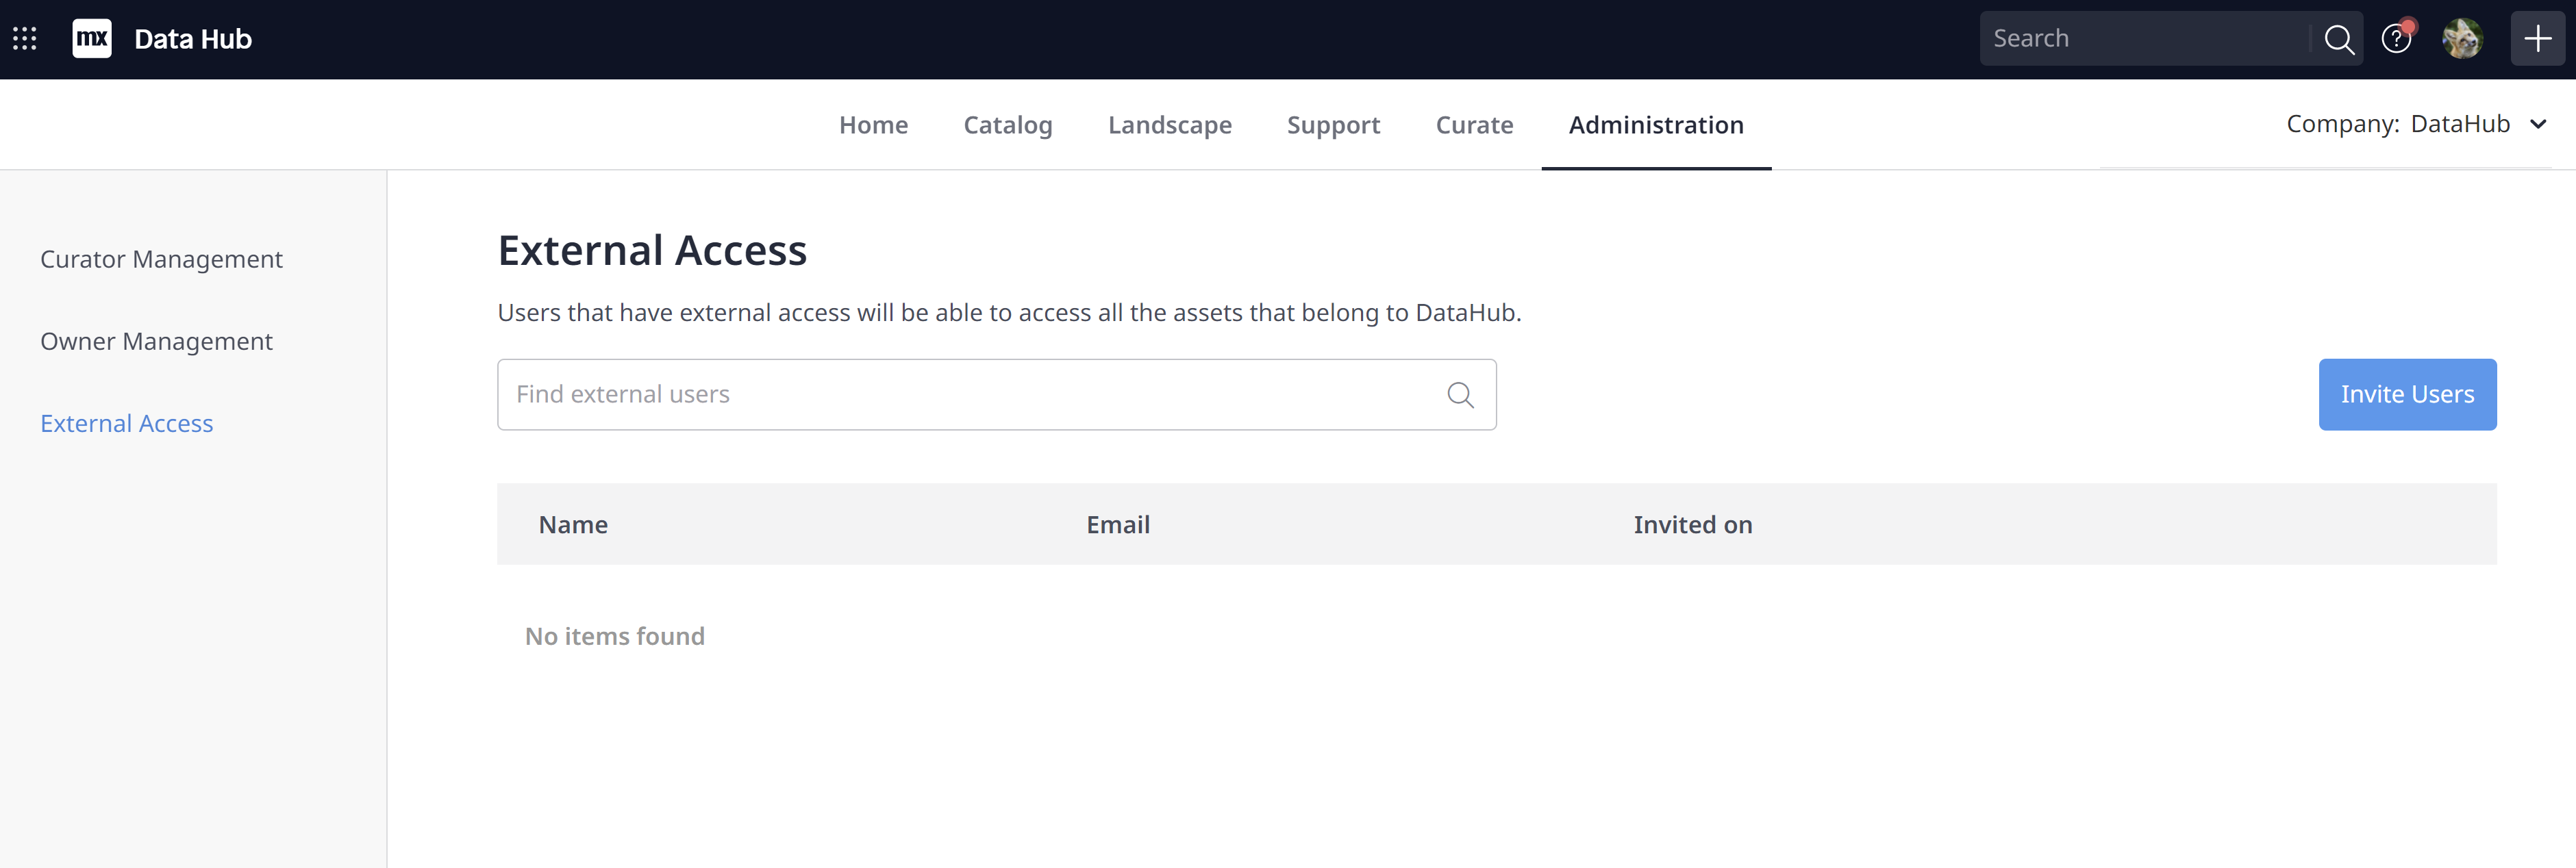 mx Data Hub Search
Home Catalog Landscape Support Curate Administration Company: DataHub
Curator Management
Owner Management
External Access
External Access
Users that have external access will be able to access all the assets that belong to DataHub.
Find external users
Invite Users
Name Email Invited on
No items found